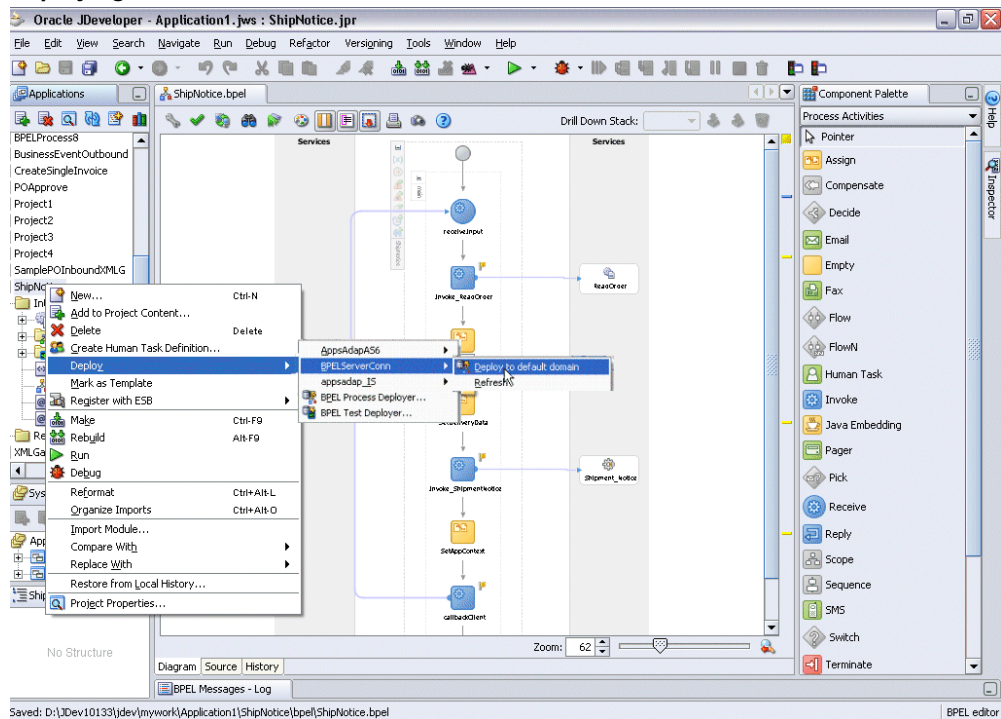 Oracle JDeveloper - Application1.jws : ShipNotice.jpr
File Edit View Search Navigate Run Debug Refactor Versioning Tools Window Help
Applications
BPELProcess8
BusinessEventOutbound
CreateSingleInvoice
POApprove
Project1
Project2
Project3
Project4
SamplePOInboundXMLG
New... Ctrl-N
Add to Project Content...
Delete Delete
Create Human Task Definition...
Deploy
Mark as Template
Register with ESB
Make Ctrl-F9
Rebuild Alt-F9
Run
Debug
Reformat Ctrl+Alt-L
Organize Imports Ctrl+Alt-O
Import Module...
Compare With
Replace With
Restore from Local History...
Project Properties...
AppsAdapA56
BPELServerConn
appsadap_IS
BPEL Process Deployer...
BPEL Test Deployer...
Deploy to default domain
Refresh
No Structure
ShipNotice.bpel
Drill Down Stack:
Services
Services
main
receiveInput
Invoke_ReadOrder
ReadOrder
Invoke_ShipmentNotice
Shipment_Notice
SetAppContext
callbackClient
Zoom: 62
Diagram Source History
BPEL Messages - Log
Component Palette
Process Activities
Pointer
Assign
Compensate
Decide
Email
Empty
Fax
Flow
FlowN
Human Task
Invoke
Java Embedding
Pager
Pick
Receive
Reply
Scope
Sequence
SMS
Switch
Terminate
Help
Inspector
Saved: D:\JDev10133\jdev\mywork\Application1\ShipNotice\bpel\ShipNotice.bpel
BPEL editor